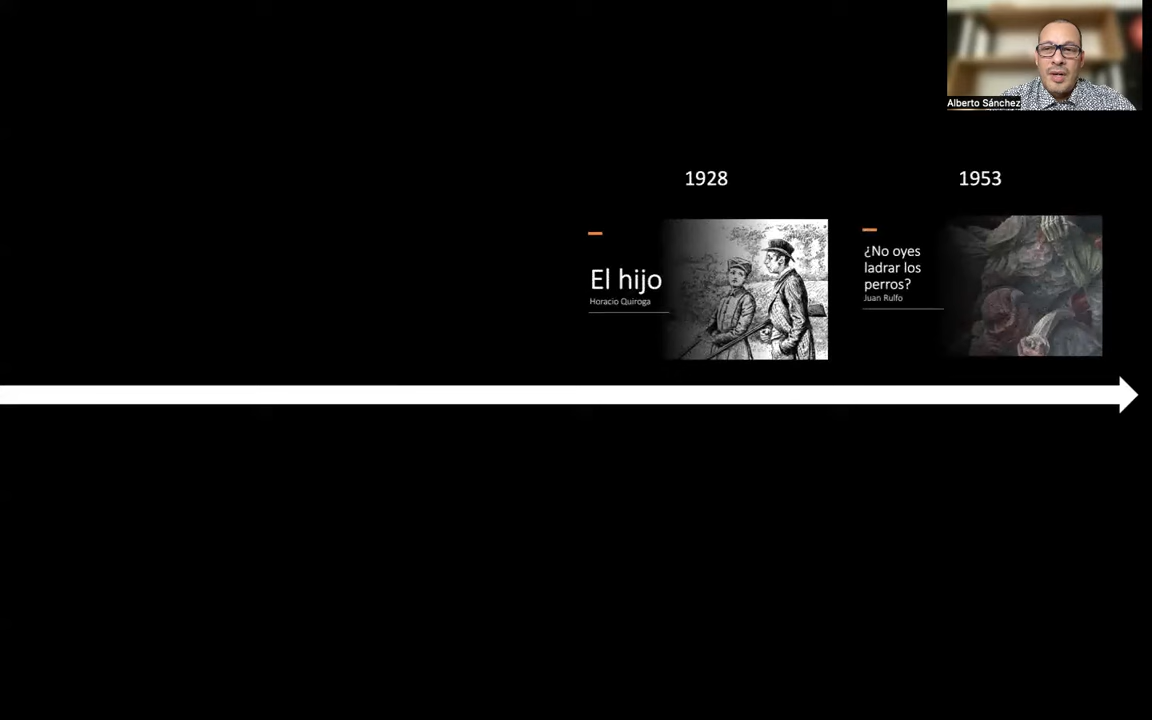 Alberto Sánchez
1928
1953
El hijo
Horacio Quiroga
¿No oyes
ladrar los
perros?
Juan Rulfo